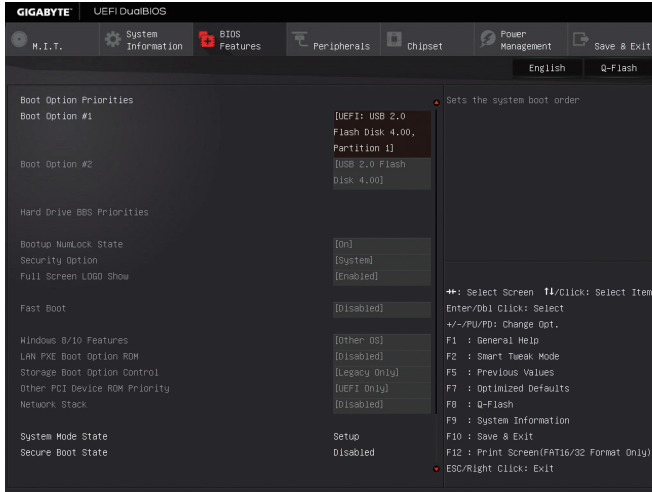 GIGABYTE™ UEFI DualBIOS
M.I.T.
System Information
BIOS Features
Peripherals
Chipset
Power Management
Save & Exit
English Q-Flash
Boot Option Priorities
Boot Option #1 [UEFI: USB 2.0
Flash Disk 4.00,
Partition 1]
Boot Option #2 [USB 2.0 Flash
Disk 4.00]
Hard Drive BBS Priorities
Bootup NumLock State [On]
Security Option [System]
Full Screen LOGO Show [Enabled]
Fast Boot [Disabled]
Windows 8/10 Features [Other OS]
LAN PXE Boot Option ROM [Disabled]
Storage Boot Option Control [Legacy Only]
Other PCI Device ROM Priority [UEFI Only]
Network Stack [Disabled]
System Mode State Setup
Secure Boot State Disabled
Sets the system boot order
→←: Select Screen ↑↓/Click: Select Item
Enter/Dbl Click: Select
+/-/PU/PD: Change Opt.
F1 : General Help
F2 : Smart Tweak Mode
F5 : Previous Values
F7 : Optimized Defaults
F8 : Q-Flash
F9 : System Information
F10 : Save & Exit
F12 : Print Screen(FAT16/32 Format Only)
ESC/Right Click: Exit